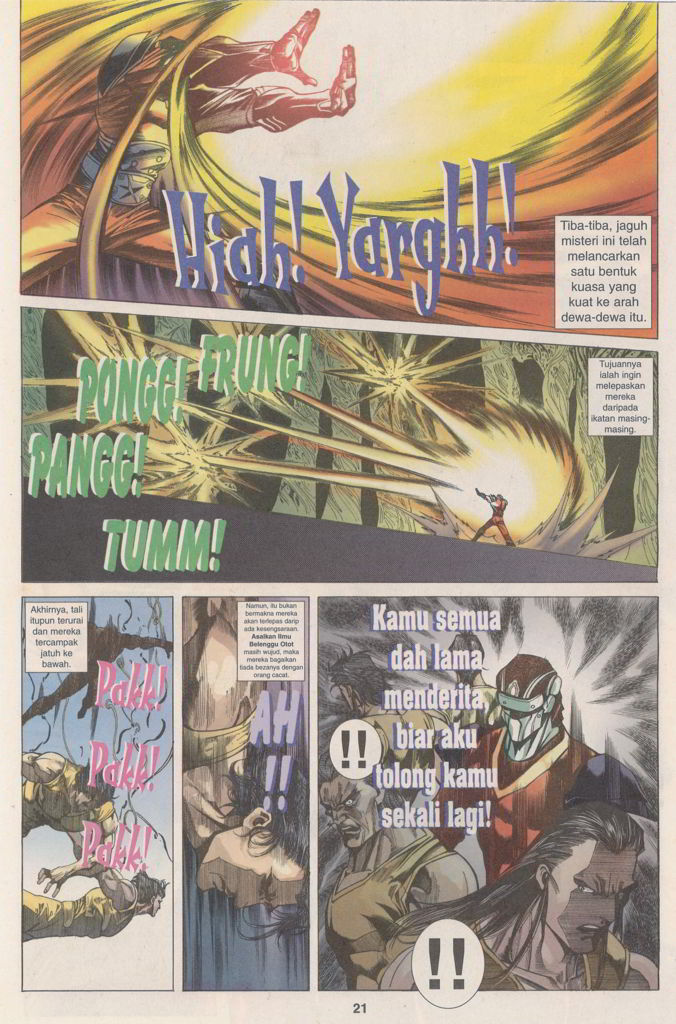 Hiah! Yarghh!
Tiba-tiba, jaguh
misteri ini telah
melancarkan
satu bentuk
kuasa yang
kuat ke arah
dewa-dewa itu.
PONGG! FRUNG!
PANGG!
TUMM!
Tujuannya
ialah ingin
melepaskan
mereka
daripada
ikatan masing-
masing.
Akhirnya, tali
itupun terurai
dan mereka
tercampak
jatuh ke
bawah.
Pakk!
Pakk!
Pakk!
Namun, itu bukan
bermakna mereka
akan terlepas darip
ada kesengsaraan.
Asalkan Ilmu
Belenggu Otot
masih wujud, maka
mereka bagaikan
tiada bezanya dengan
orang cacat.
AH
!!
Kamu semua
dah lama
menderita,
biar aku
tolong kamu
sekali lagi!
!!
!!
21